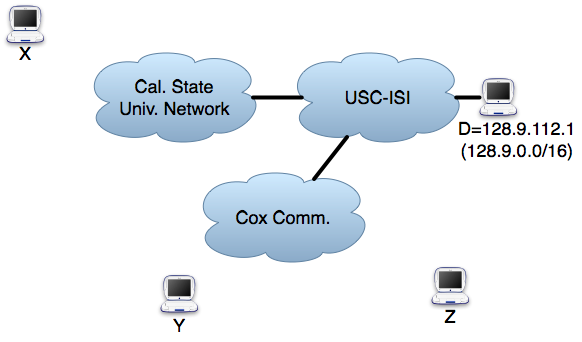 X
Cal. State
Univ. Network
USC-ISI
D=128.9.112.1
(128.9.0.0/16)
Cox Comm.
Y
Z